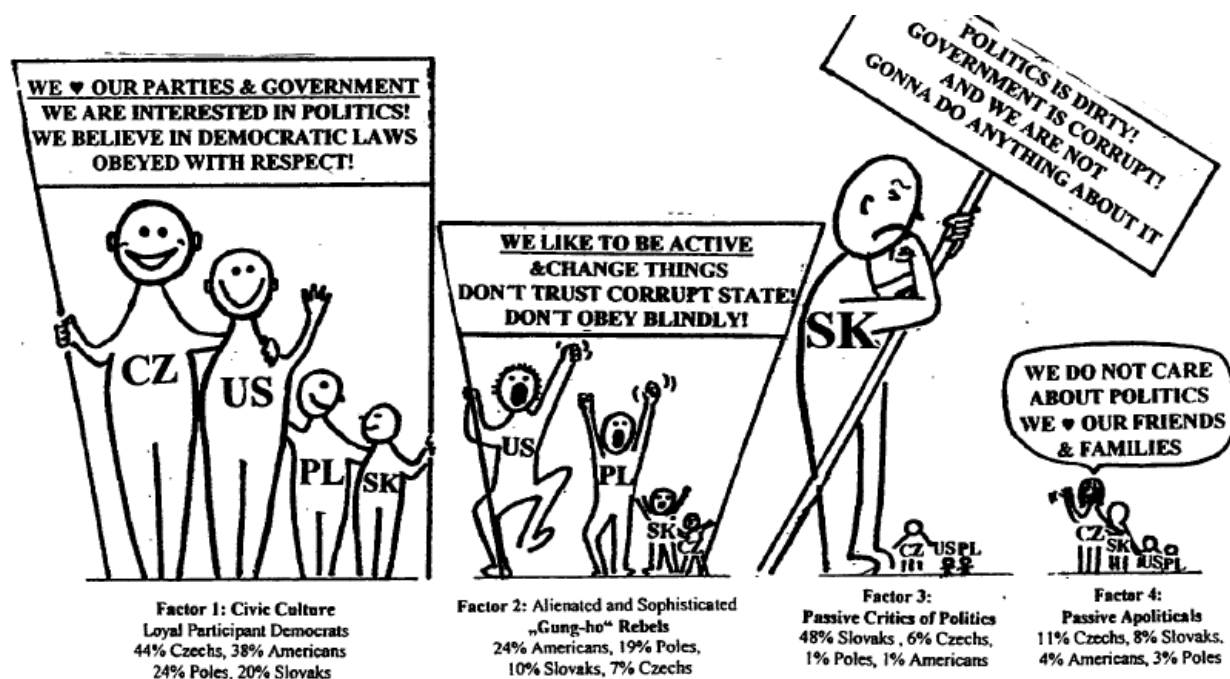 WE ♥ OUR PARTIES & GOVERNMENT
WE ARE INTERESTED IN POLITICS!
WE BELIEVE IN DEMOCRATIC LAWS
OBEYED WITH RESPECT!
CZ
US
PL
SK
Factor 1: Civic Culture
Loyal Participant Democrats
44% Czechs, 38% Americans
24% Poles, 20% Slovaks
WE LIKE TO BE ACTIVE
&CHANGE THINGS
DON'T TRUST CORRUPT STATE!
DON'T OBEY BLINDLY!
US
PL
SK
CZ
Factor 2: Alienated and Sophisticated
„Gung-ho“ Rebels
24% Americans, 19% Poles,
10% Slovaks, 7% Czechs
POLITICS IS DIRTY!
GOVERNMENT IS CORRUPT!
AND WE ARE NOT
GONNA DO ANYTHING ABOUT IT
SK
CZ
US
PL
Factor 3:
Passive Critics of Politics
48% Slovaks , 6% Czechs,
1% Poles, 1% Americans
WE DO NOT CARE
ABOUT POLITICS
WE ♥ OUR FRIENDS
& FAMILIES
CZ
SK
US
PL
Factor 4:
Passive Apoliticals
11% Czechs, 8% Slovaks,
4% Americans, 3% Poles